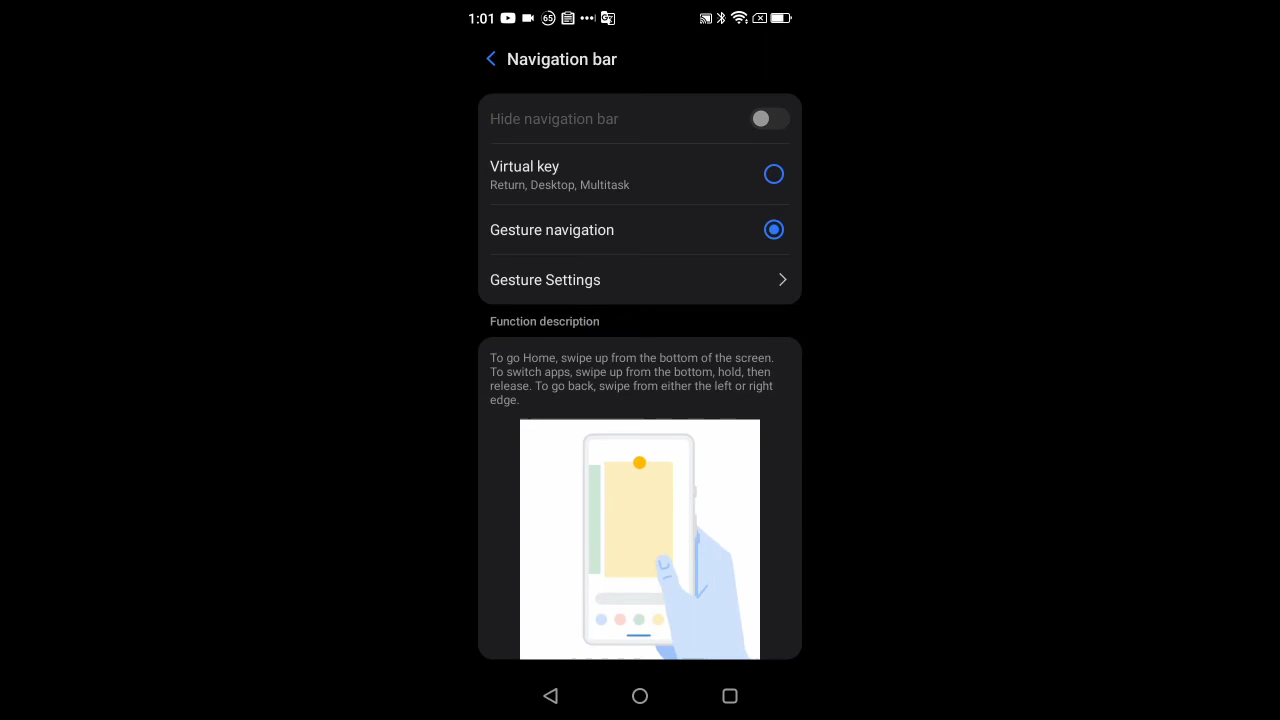 1:01 65
Navigation bar
Hide navigation bar
Virtual key
Return, Desktop, Multitask
Gesture navigation
Gesture Settings
Function description
To go Home, swipe up from the bottom of the screen.
To switch apps, swipe up from the bottom, hold, then
release. To go back, swipe from either the left or right
edge.